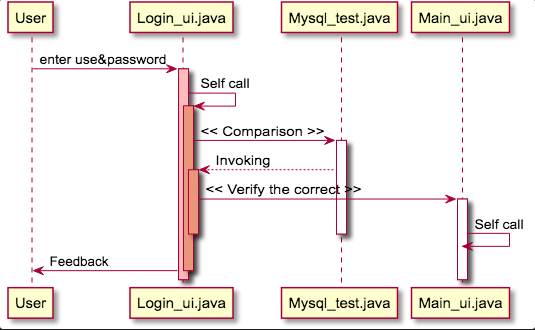 User Login_ui.java Mysql_test.java Main_ui.java
enter use&password
Self call
<< Comparison >>
Invoking
<< Verify the correct >>
Self call
Feedback
User Login_ui.java Mysql_test.java Main_ui.java